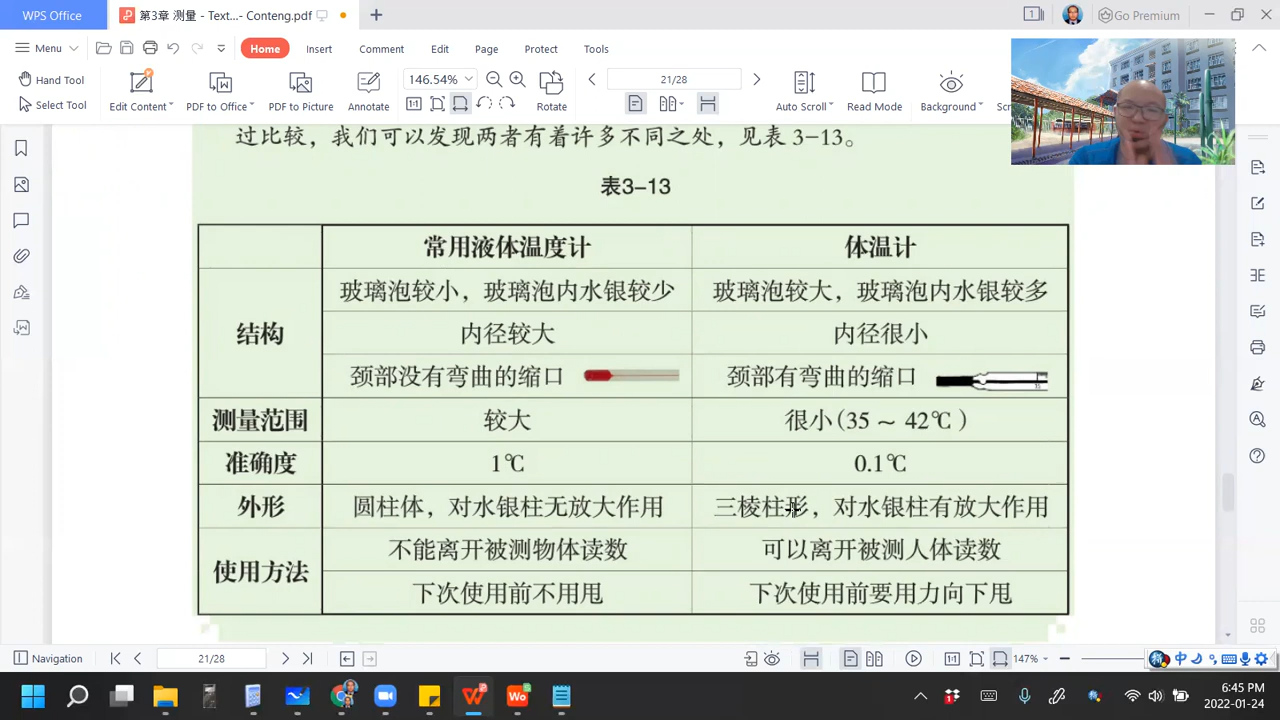 WPS Office
第3章 测量 - Text...- Conteng.pdf
Go Premium
Menu
Home
Insert
Comment
Edit
Page
Protect
Tools
Hand Tool
Select Tool
Edit Content
PDF to Office
PDF to Picture
Annotate
146.54%
Rotate
21/28
Auto Scroll
Read Mode
Background
Scr
过比较，我们可以发现两者有着许多不同之处，见表 3-13。
表3-13
常用液体温度计 体温计
结构
玻璃泡较小，玻璃泡内水银较少 玻璃泡较大，玻璃泡内水银较多
内径较大 内径很小
颈部没有弯曲的缩口 颈部有弯曲的缩口
测量范围 较大 很小（35 ～ 42℃）
准确度 1℃ 0.1℃
外形 圆柱体，对水银柱无放大作用 三棱柱形，对水银柱有放大作用
使用方法
不能离开被测物体读数 可以离开被测人体读数
下次使用前不用甩 下次使用前要用力向下甩
Navigation
21/28
147%
中
6:45 PM
2022-01-24